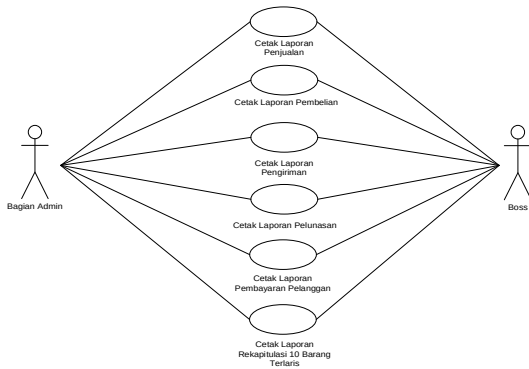 Cetak Laporan
Penjualan
Cetak Laporan Pembelian
Cetak Laporan
Pengiriman
Bagian Admin
Boss
Cetak Laporan Pelunasan
Cetak Laporan
Pembayaran Pelanggan
Cetak Laporan
Rekapitulasi 10 Barang
Terlaris